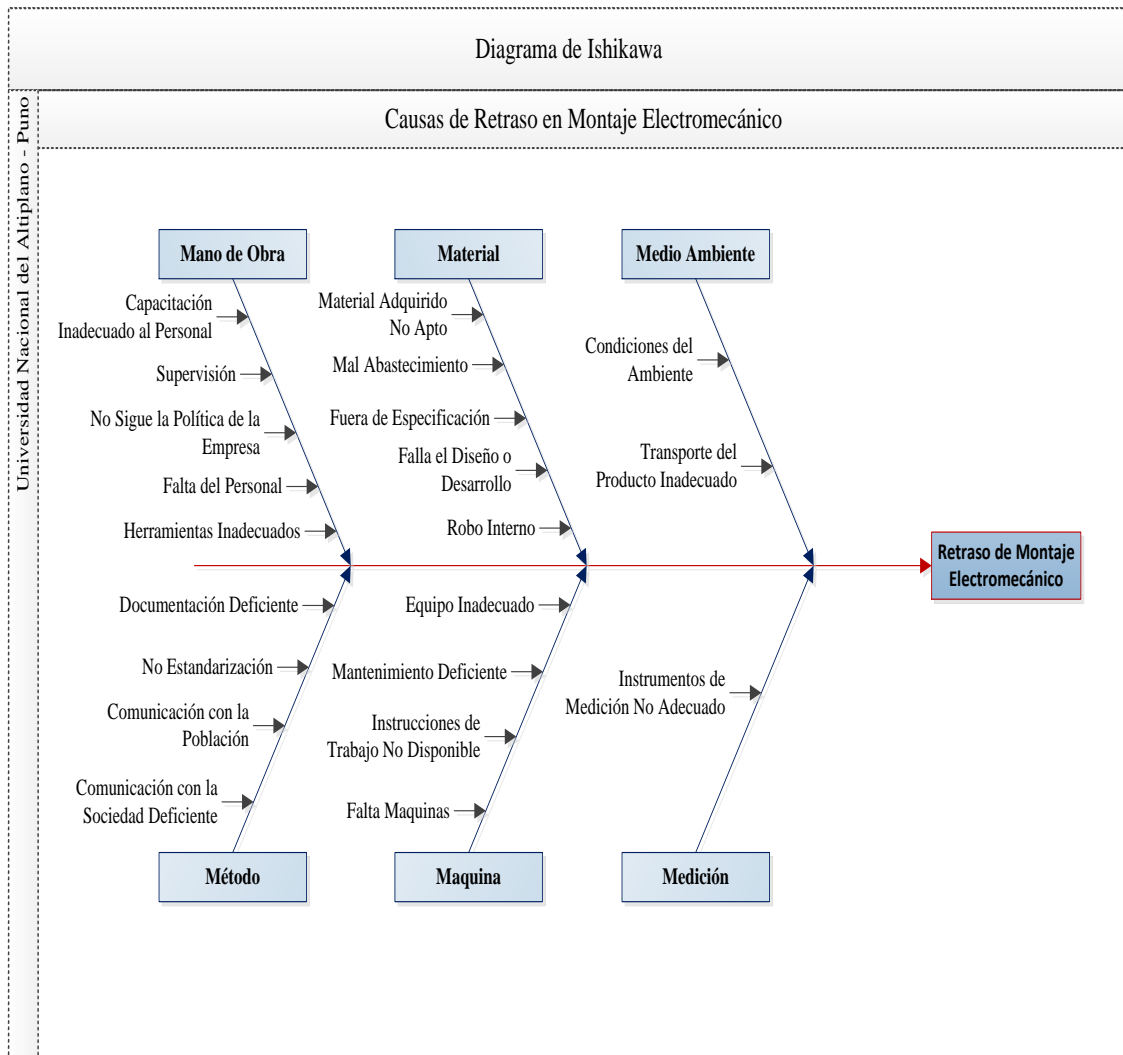 Diagrama de Ishikawa
Universidad Nacional del Altiplano - Puno
Causas de Retraso en Montaje Electromecánico
Mano de Obra
Capacitación
Inadecuado al Personal
Supervisión
No Sigue la Política de la
Empresa
Falta del Personal
Herramientas Inadecuados
Material
Material Adquirido
No Apto
Mal Abastecimiento
Fuera de Especificación
Falla el Diseño o
Desarrollo
Robo Interno
Medio Ambiente
Condiciones del
Ambiente
Transporte del
Producto Inadecuado
Retraso de Montaje
Electromecánico
Documentación Deficiente
No Estandarización
Comunicación con la
Población
Comunicación con la
Sociedad Deficiente
Método
Equipo Inadecuado
Mantenimiento Deficiente
Instrucciones de
Trabajo No Disponible
Falta Maquinas
Maquina
Instrumentos de
Medición No Adecuado
Medición